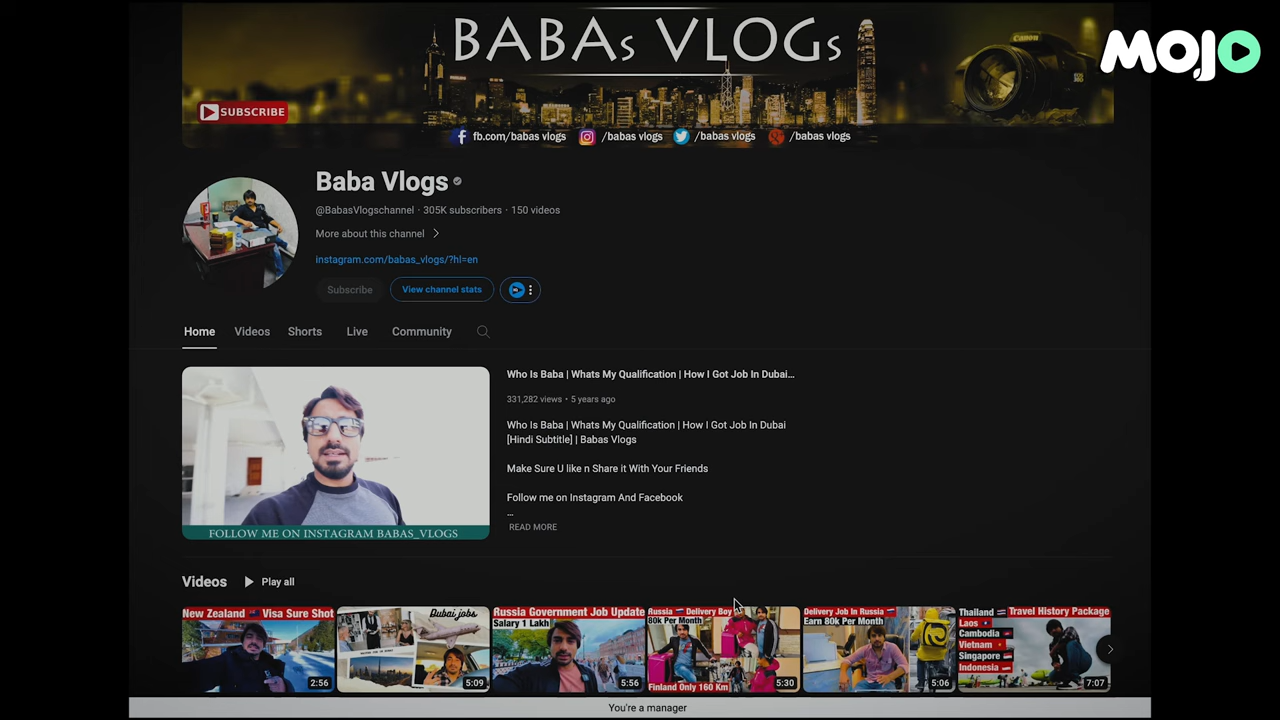 BABAs VLOGs
MOJO
SUBSCRIBE
fb.com/babas vlogs
/babas vlogs
/babas vlogs
/babas vlogs
Canon
Baba Vlogs
@BabasVlogschannel · 305K subscribers · 150 videos
More about this channel
instagram.com/babas_vlogs/?hl=en
Subscribe
View channel stats
Home
Videos
Shorts
Live
Community
Who Is Baba | Whats My Qualification | How I Got Job In Dubai...
331,282 views • 5 years ago
Who Is Baba | Whats My Qualification | How I Got Job In Dubai
[Hindi Subtitle] | Babas Vlogs
Make Sure U like n Share it With Your Friends
Follow me on Instagram And Facebook
...
READ MORE
FOLLOW ME ON INSTAGRAM BABAS_VLOGS
Videos
Play all
New Zealand Visa Sure Shot
2:56
Dubai jobs
5:09
Russia Government Job Update
Salary 1 Lakh
5:56
Russia Delivery Boy
80k Per Month
Finland Only 160 Km
5:30
Delivery Job In Russia
Earn 80k Per Month
5:06
Thailand Travel History Package
Laos
Cambodia
Vietnam
Singapore
Indonesia
7:07
You're a manager